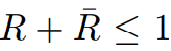 R + R̄ ≤ 1